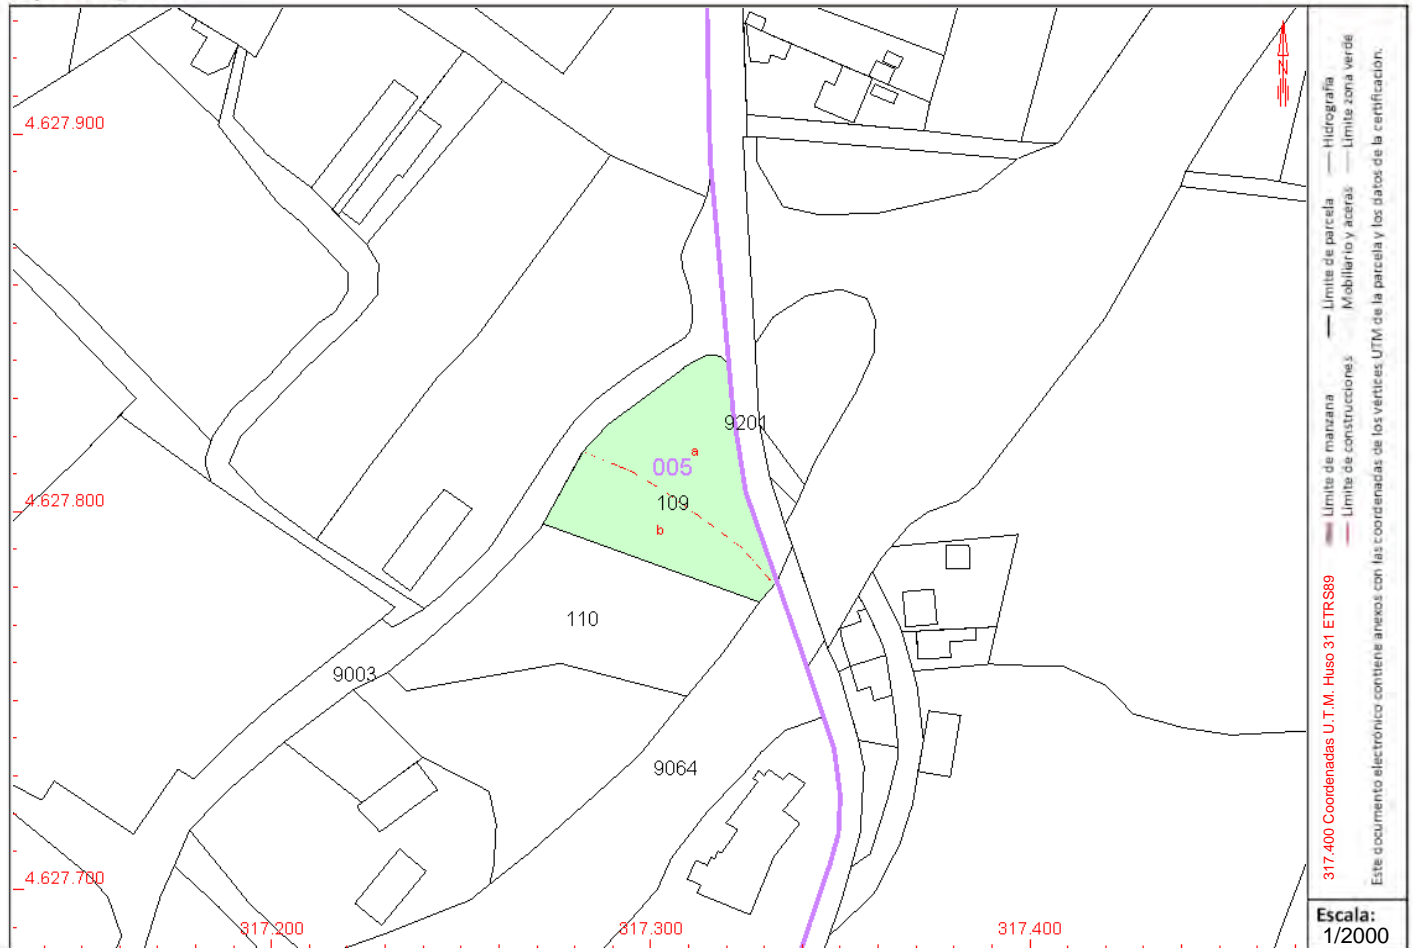 4.627.900
4.627.800
4.627.700
317.200
317.300
317.400
9201
a
005
109
b
110
9003
9064
N
Límite de manzana
Límite de parcela
Hidrografía
Límite de construcciones
Mobiliario y aceras
Límite zona verde
317.400 Coordenadas U.T.M. Huso 31 ETRS89
Este documento electrónico contiene anexos con las coordenadas de los vértices UTM de la parcela y los datos de la certificación.
Escala:
1/2000